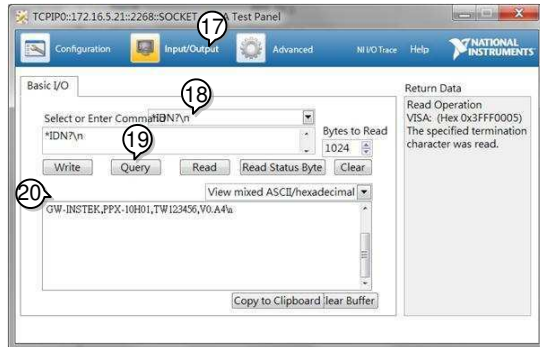 TCPIP0::172.16.5.21::2268::SOCKET A Test Panel
17
Configuration Input/Output Advanced NI I/O Trace Help NATIONAL INSTRUMENTS
Basic I/O
18
Select or Enter Command *IDN?\n
*IDN?\n
Bytes to Read
1024
19
Write Query Read Read Status Byte Clear
20
View mixed ASCII/hexadecimal
GW-INSTEK,PPX-10H01,TW123456,V0.A4\n
Copy to Clipboard lear Buffer
Return Data
Read Operation
VISA: (Hex 0x3FFF0005)
The specified termination
character was read.